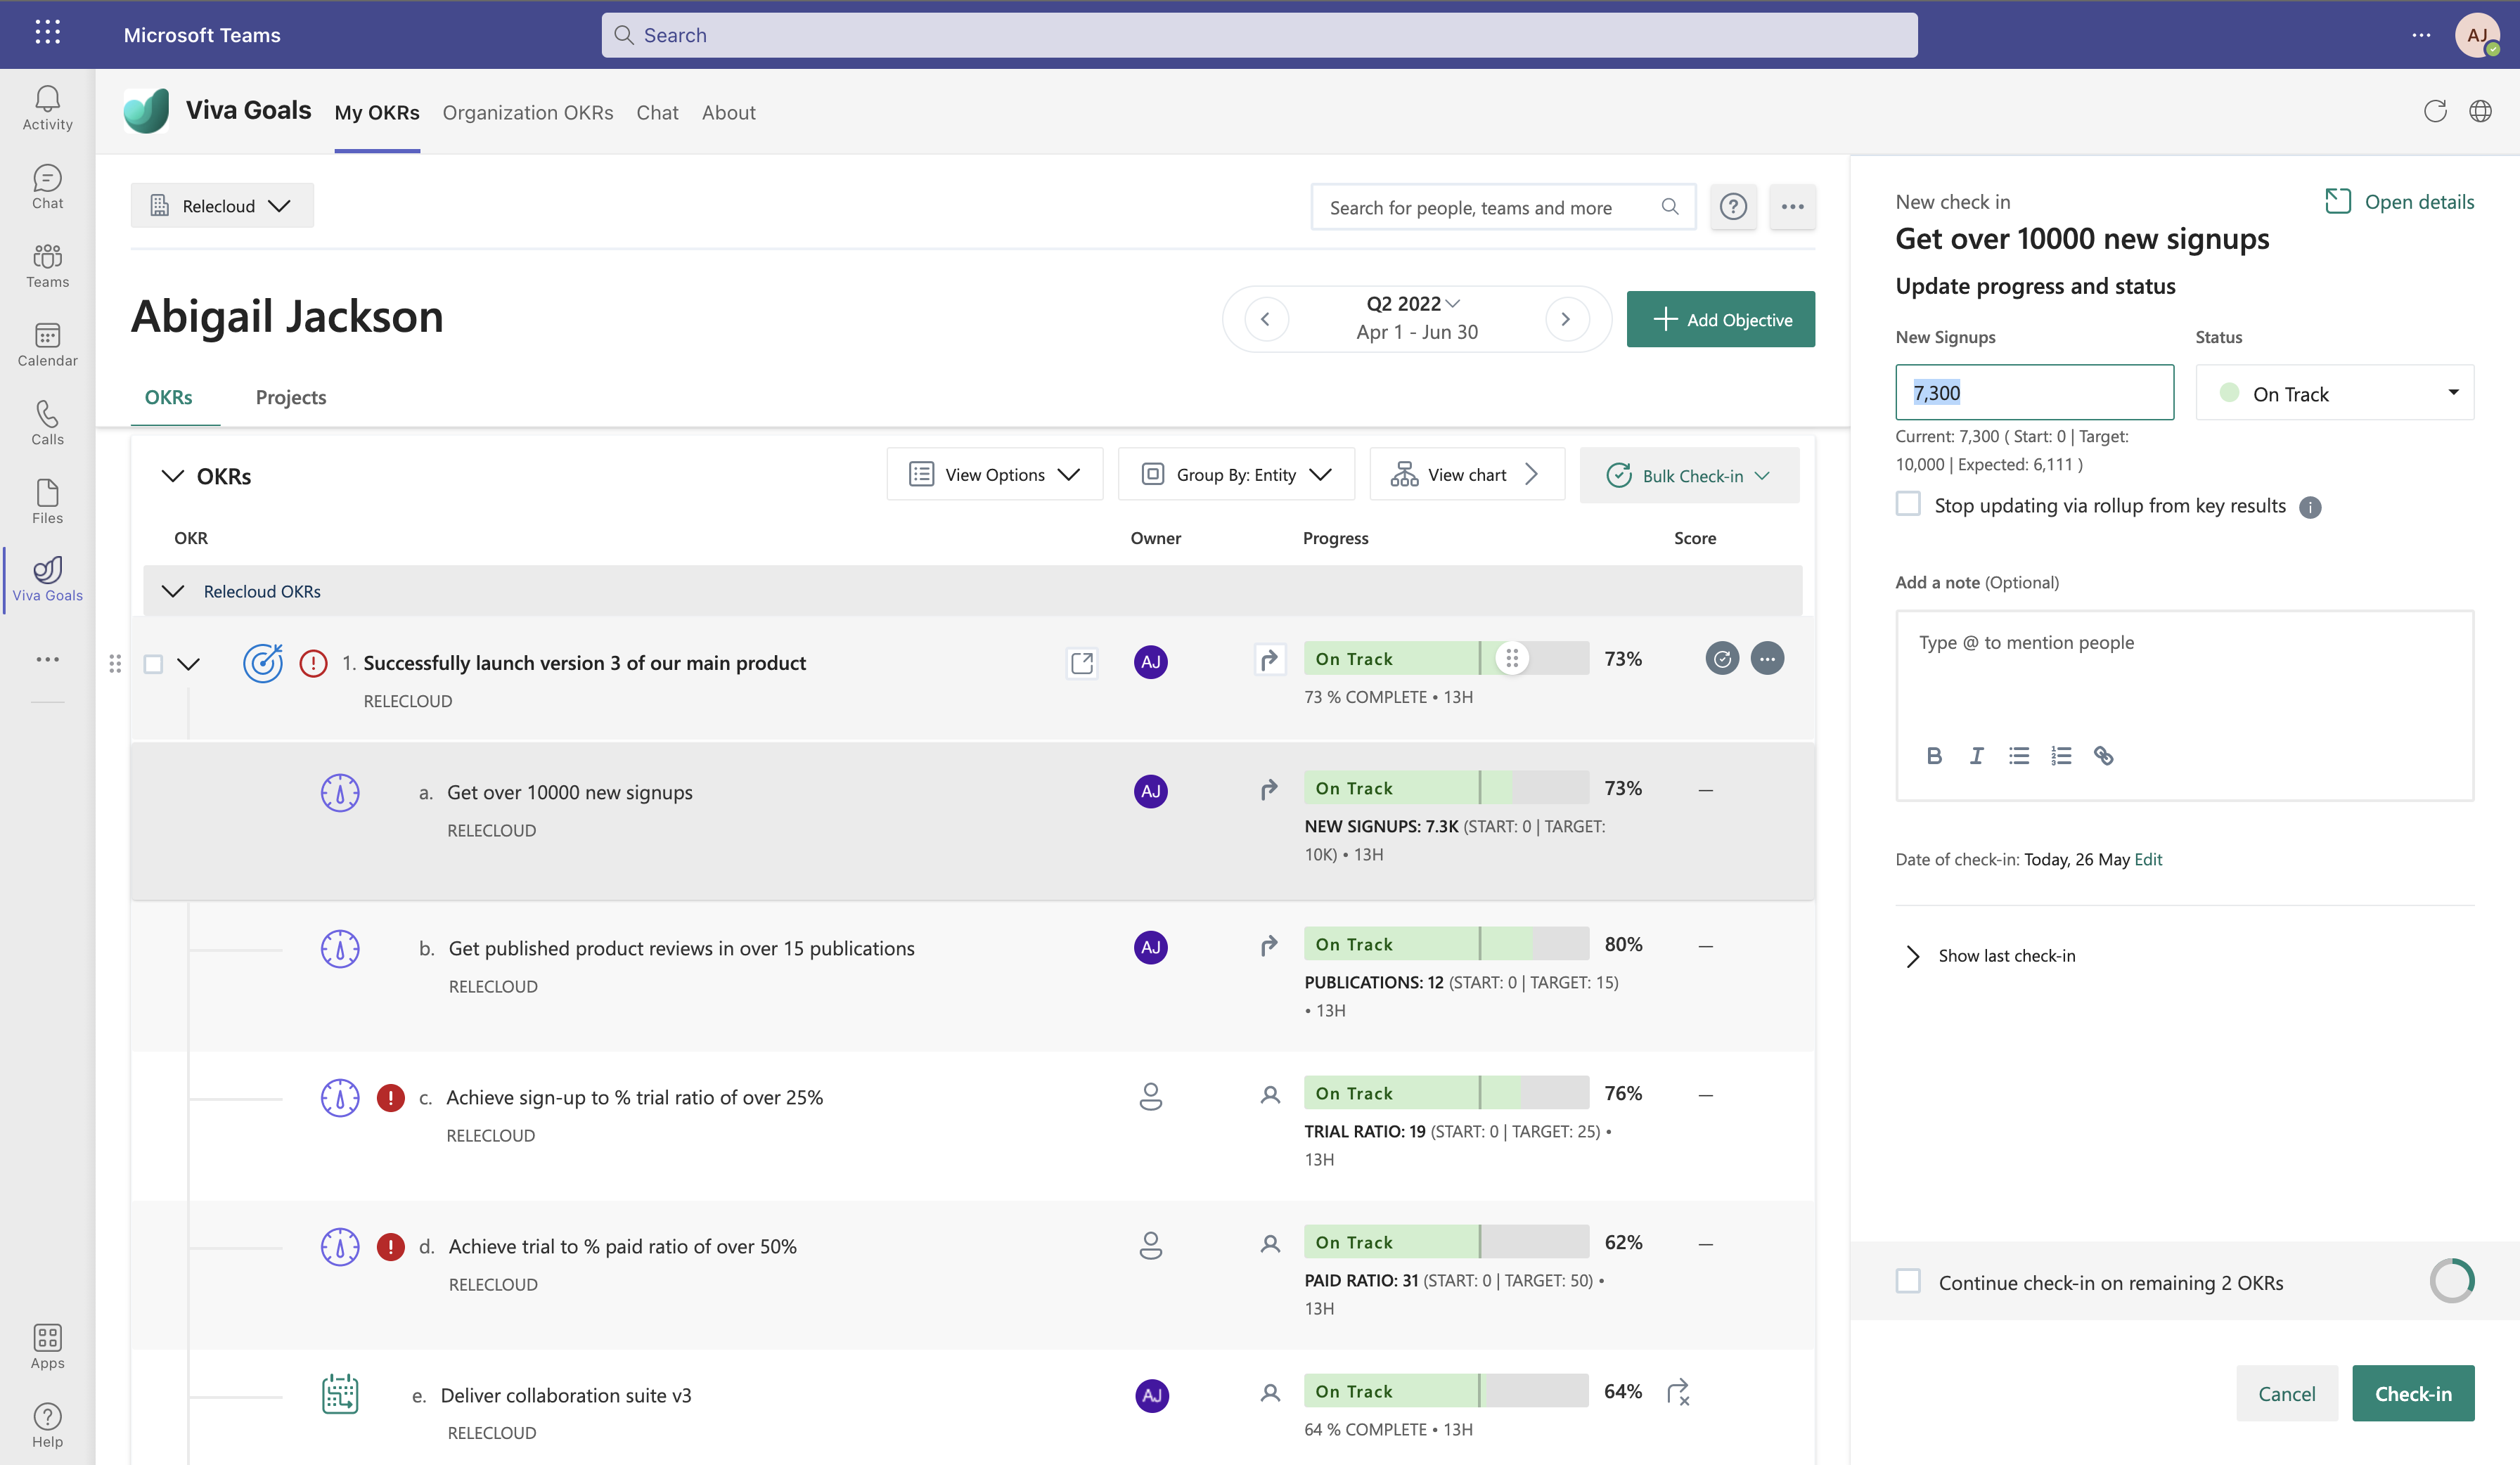 Microsoft Teams
Search
AJ
Activity
Chat
Teams
Calendar
Calls
Files
Viva Goals
Apps
Help
Viva Goals
My OKRs
Organization OKRs
Chat
About
Relecloud
Search for people, teams and more
Abigail Jackson
Q2 2022
Apr 1 - Jun 30
Add Objective
OKRs
Projects
OKRs
View Options
Group By: Entity
View chart
Bulk Check-in
OKR
Owner
Progress
Score
Relecloud OKRs
1. Successfully launch version 3 of our main product
RELECLOUD
AJ
On Track
73%
73 % COMPLETE • 13H
a. Get over 10000 new signups
RELECLOUD
AJ
On Track
73%
—
NEW SIGNUPS: 7.3K (START: 0 | TARGET:
10K) • 13H
b. Get published product reviews in over 15 publications
RELECLOUD
AJ
On Track
80%
—
PUBLICATIONS: 12 (START: 0 | TARGET: 15)
• 13H
c. Achieve sign-up to % trial ratio of over 25%
RELECLOUD
On Track
76%
—
TRIAL RATIO: 19 (START: 0 | TARGET: 25) •
13H
d. Achieve trial to % paid ratio of over 50%
RELECLOUD
On Track
62%
—
PAID RATIO: 31 (START: 0 | TARGET: 50) •
13H
e. Deliver collaboration suite v3
RELECLOUD
AJ
On Track
64%
64 % COMPLETE • 13H
New check in
Open details
Get over 10000 new signups
Update progress and status
New Signups
Status
7,300
On Track
Current: 7,300 ( Start: 0 | Target:
10,000 | Expected: 6,111 )
Stop updating via rollup from key results
Add a note (Optional)
Type @ to mention people
Date of check-in: Today, 26 May Edit
Show last check-in
Continue check-in on remaining 2 OKRs
Cancel
Check-in